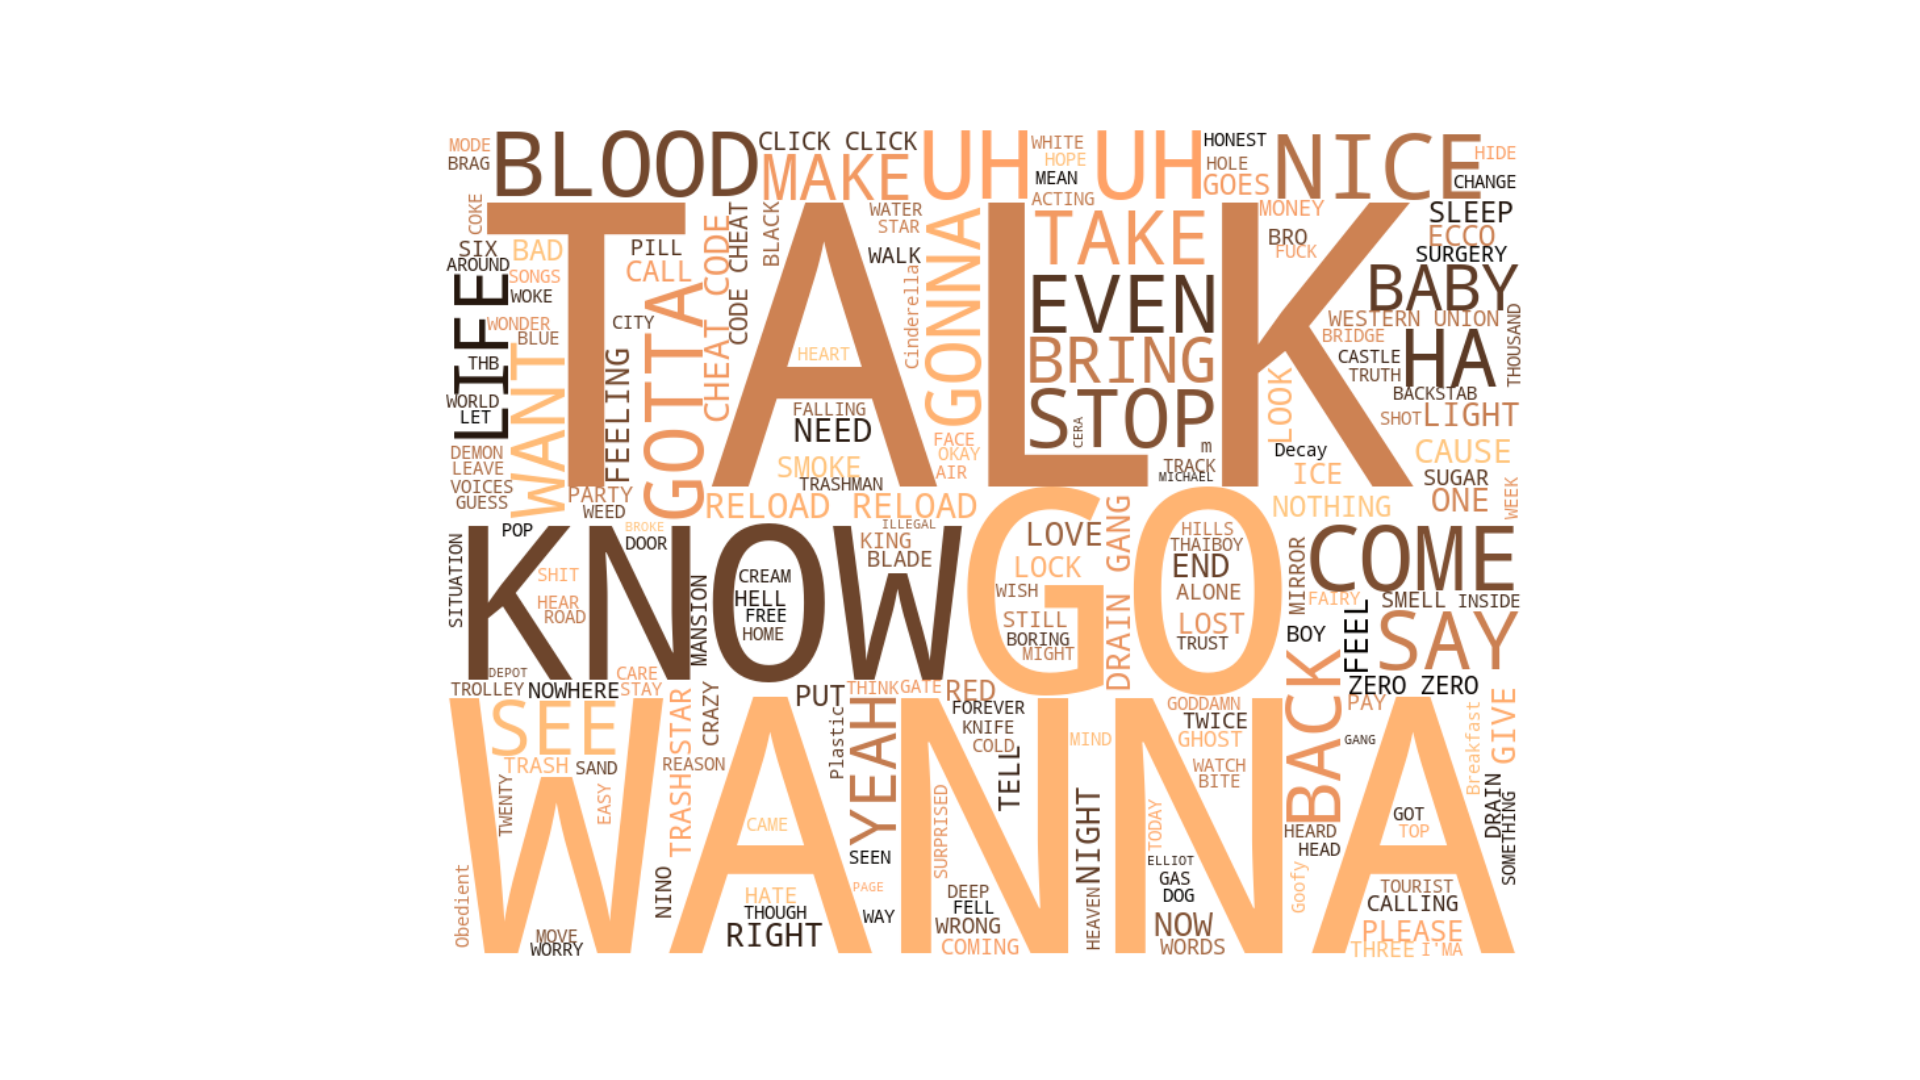 MODE
BRAG
BLOOD
CLICK CLICK
MAKE
UH UH
WHITE
HOPE
MEAN
ACTING
HONEST
HOLE
GOES
NICE
HIDE
CHANGE
COKE
TALK
SIX
AROUND
BAD
SONGS
WOKE
LIFE
WONDER
BLUE
THB
WORLD
LET
WANT
DEMON
LEAVE
VOICES
GUESS
PILL
CALL
CITY
FEELING
GOTTA
CHEAT CODE
CODE CHEAT
BLACK
PARTY
WEED
WATER
STAR
WALK
Cinderella
GONNA
HEART
FALLING
NEED
SMOKE
TRASHMAN
RELOAD RELOAD
FACE
OKAY
AIR
TAKE
EVEN
BRING
STOP
CERA
m
TRACK
MICHAEL
MONEY
BRO
FUCK
LOOK
Decay
ICE
NOTHING
SLEEP
ECCO
SURGERY
BABY
WESTERN UNION
BRIDGE
CASTLE
TRUTH
HA
THOUSAND
BACKSTAB
SHOT
LIGHT
CAUSE
SUGAR
ONE
WEEK
SITUATION
POP
KNOW
BROKE
DOOR
SHIT
HEAR
ROAD
MANSION
CREAM
HELL
FREE
HOME
ILLEGAL
KING
BLADE
GO
LOVE
LOCK
WISH
STILL
BORING
MIGHT
DRAIN GANG
HILLS
THAIBOY
END
ALONE
LOST
TRUST
MIRROR
COME
FAIRY
SMELL
INSIDE
BOY
FEEL
SAY
ZERO ZERO
DEPOT
TROLLEY
NOWHERE
CARE
STAY
WANNA
SEE
TRASH
SAND
TWENTY
EASY
Obedient
MOVE
WORRY
TRASHSTAR
CRAZY
REASON
NINO
PUT
Plastic
THINK
GATE
RED
YEAH
CAME
HATE
THOUGH
RIGHT
SEEN
PAGE
WAY
FOREVER
KNIFE
COLD
TELL
MIND
SURPRISED
DEEP
FELL
WRONG
COMING
NIGHT
HEAVEN
GODDAMN
TWICE
GHOST
WATCH
BITE
TODAY
ELLIOT
GAS
DOG
NOW
WORDS
BACK
PAY
GANG
GIVE
Breakfast
DRAIN
SOMETHING
GOT
TOP
HEARD
HEAD
Goofy
TOURIST
CALLING
PLEASE
THREE
I'MA